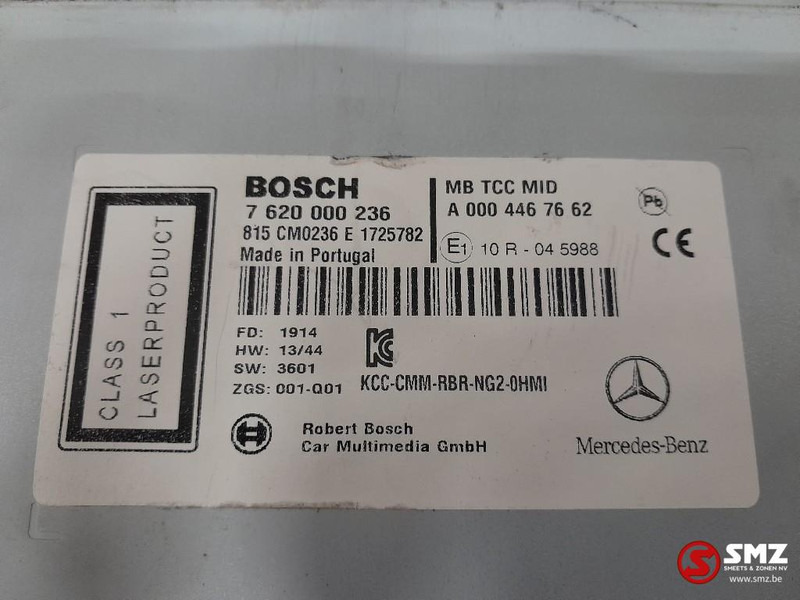 CLASS 1
LASERPRODUCT
BOSCH
7 620 000 236
815 CM0236 E 1725782
Made in Portugal
MB TCC MID
A 000 446 76 62
E1 10 R - 04 5988
Pb
CE
FD: 1914
HW: 13/44
SW: 3601
ZGS: 001-Q01
KC
KCC-CMM-RBR-NG2-0HMI
Robert Bosch
Car Multimedia GmbH
Mercedes-Benz
SMZ
SMEETS & ZONEN NV
www.smz.be